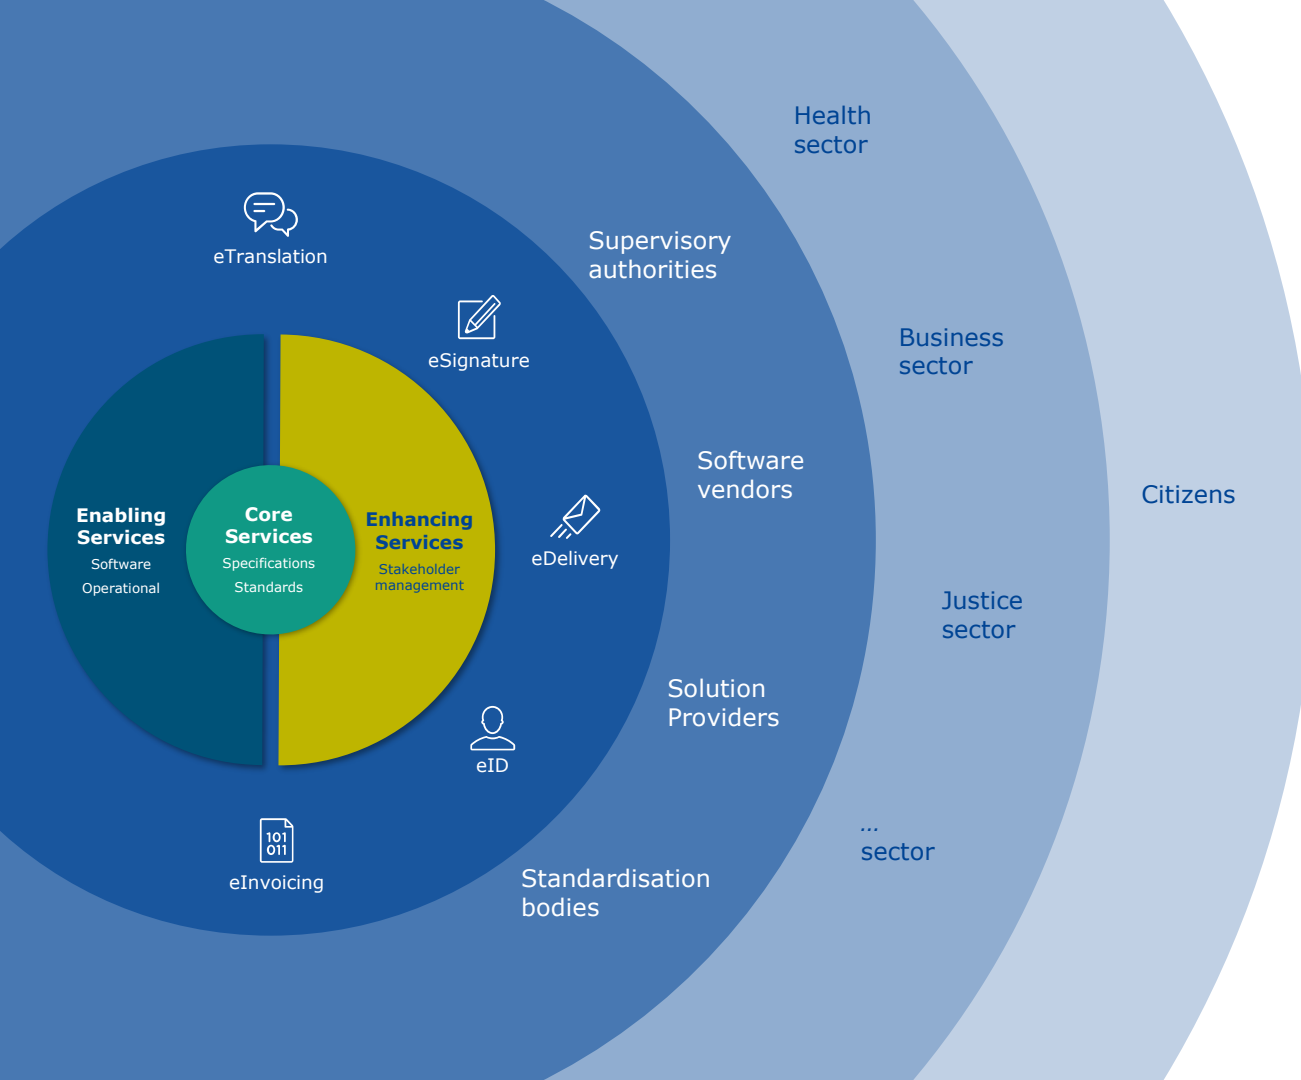 eTranslation
eSignature
eDelivery
eID
101
011
eInvoicing
Enabling
Services
Software
Operational
Core
Services
Specifications
Standards
Enhancing
Services
Stakeholder
management
Supervisory
authorities
Software
vendors
Solution
Providers
Standardisation
bodies
Health
sector
Business
sector
Justice
sector
...
sector
Citizens